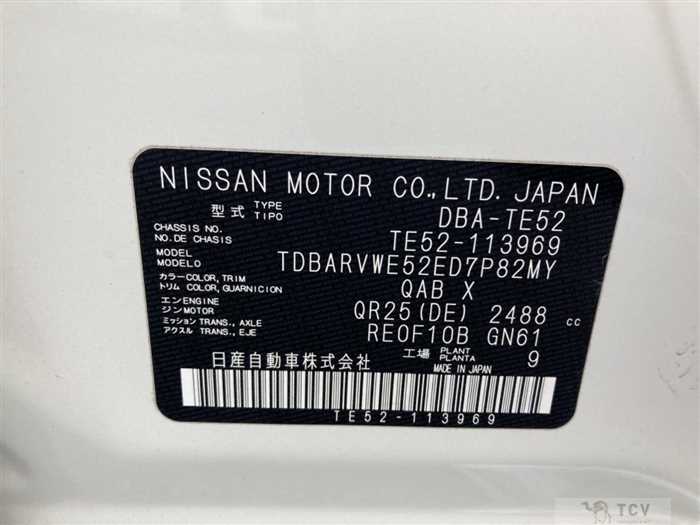 NISSAN MOTOR CO.,LTD. JAPAN
型式 TYPE TIPO DBA-TE52
CHASSIS NO. NO.DE CHASSIS TE52-113969
MODEL MODELO TDBARVWE52ED7P82MY
カラー COLOR, TRIM トリム COLOR, GUARNICION QAB X
エンジン ENGINE MOTOR QR25(DE) 2488 cc
ミッション TRANS., AXLE アクスル TRANS., EJE RE0F10B GN61
日産自動車株式会社 工場 PLANT PLANTA 9
MADE IN JAPAN
TE52-113969
TCV